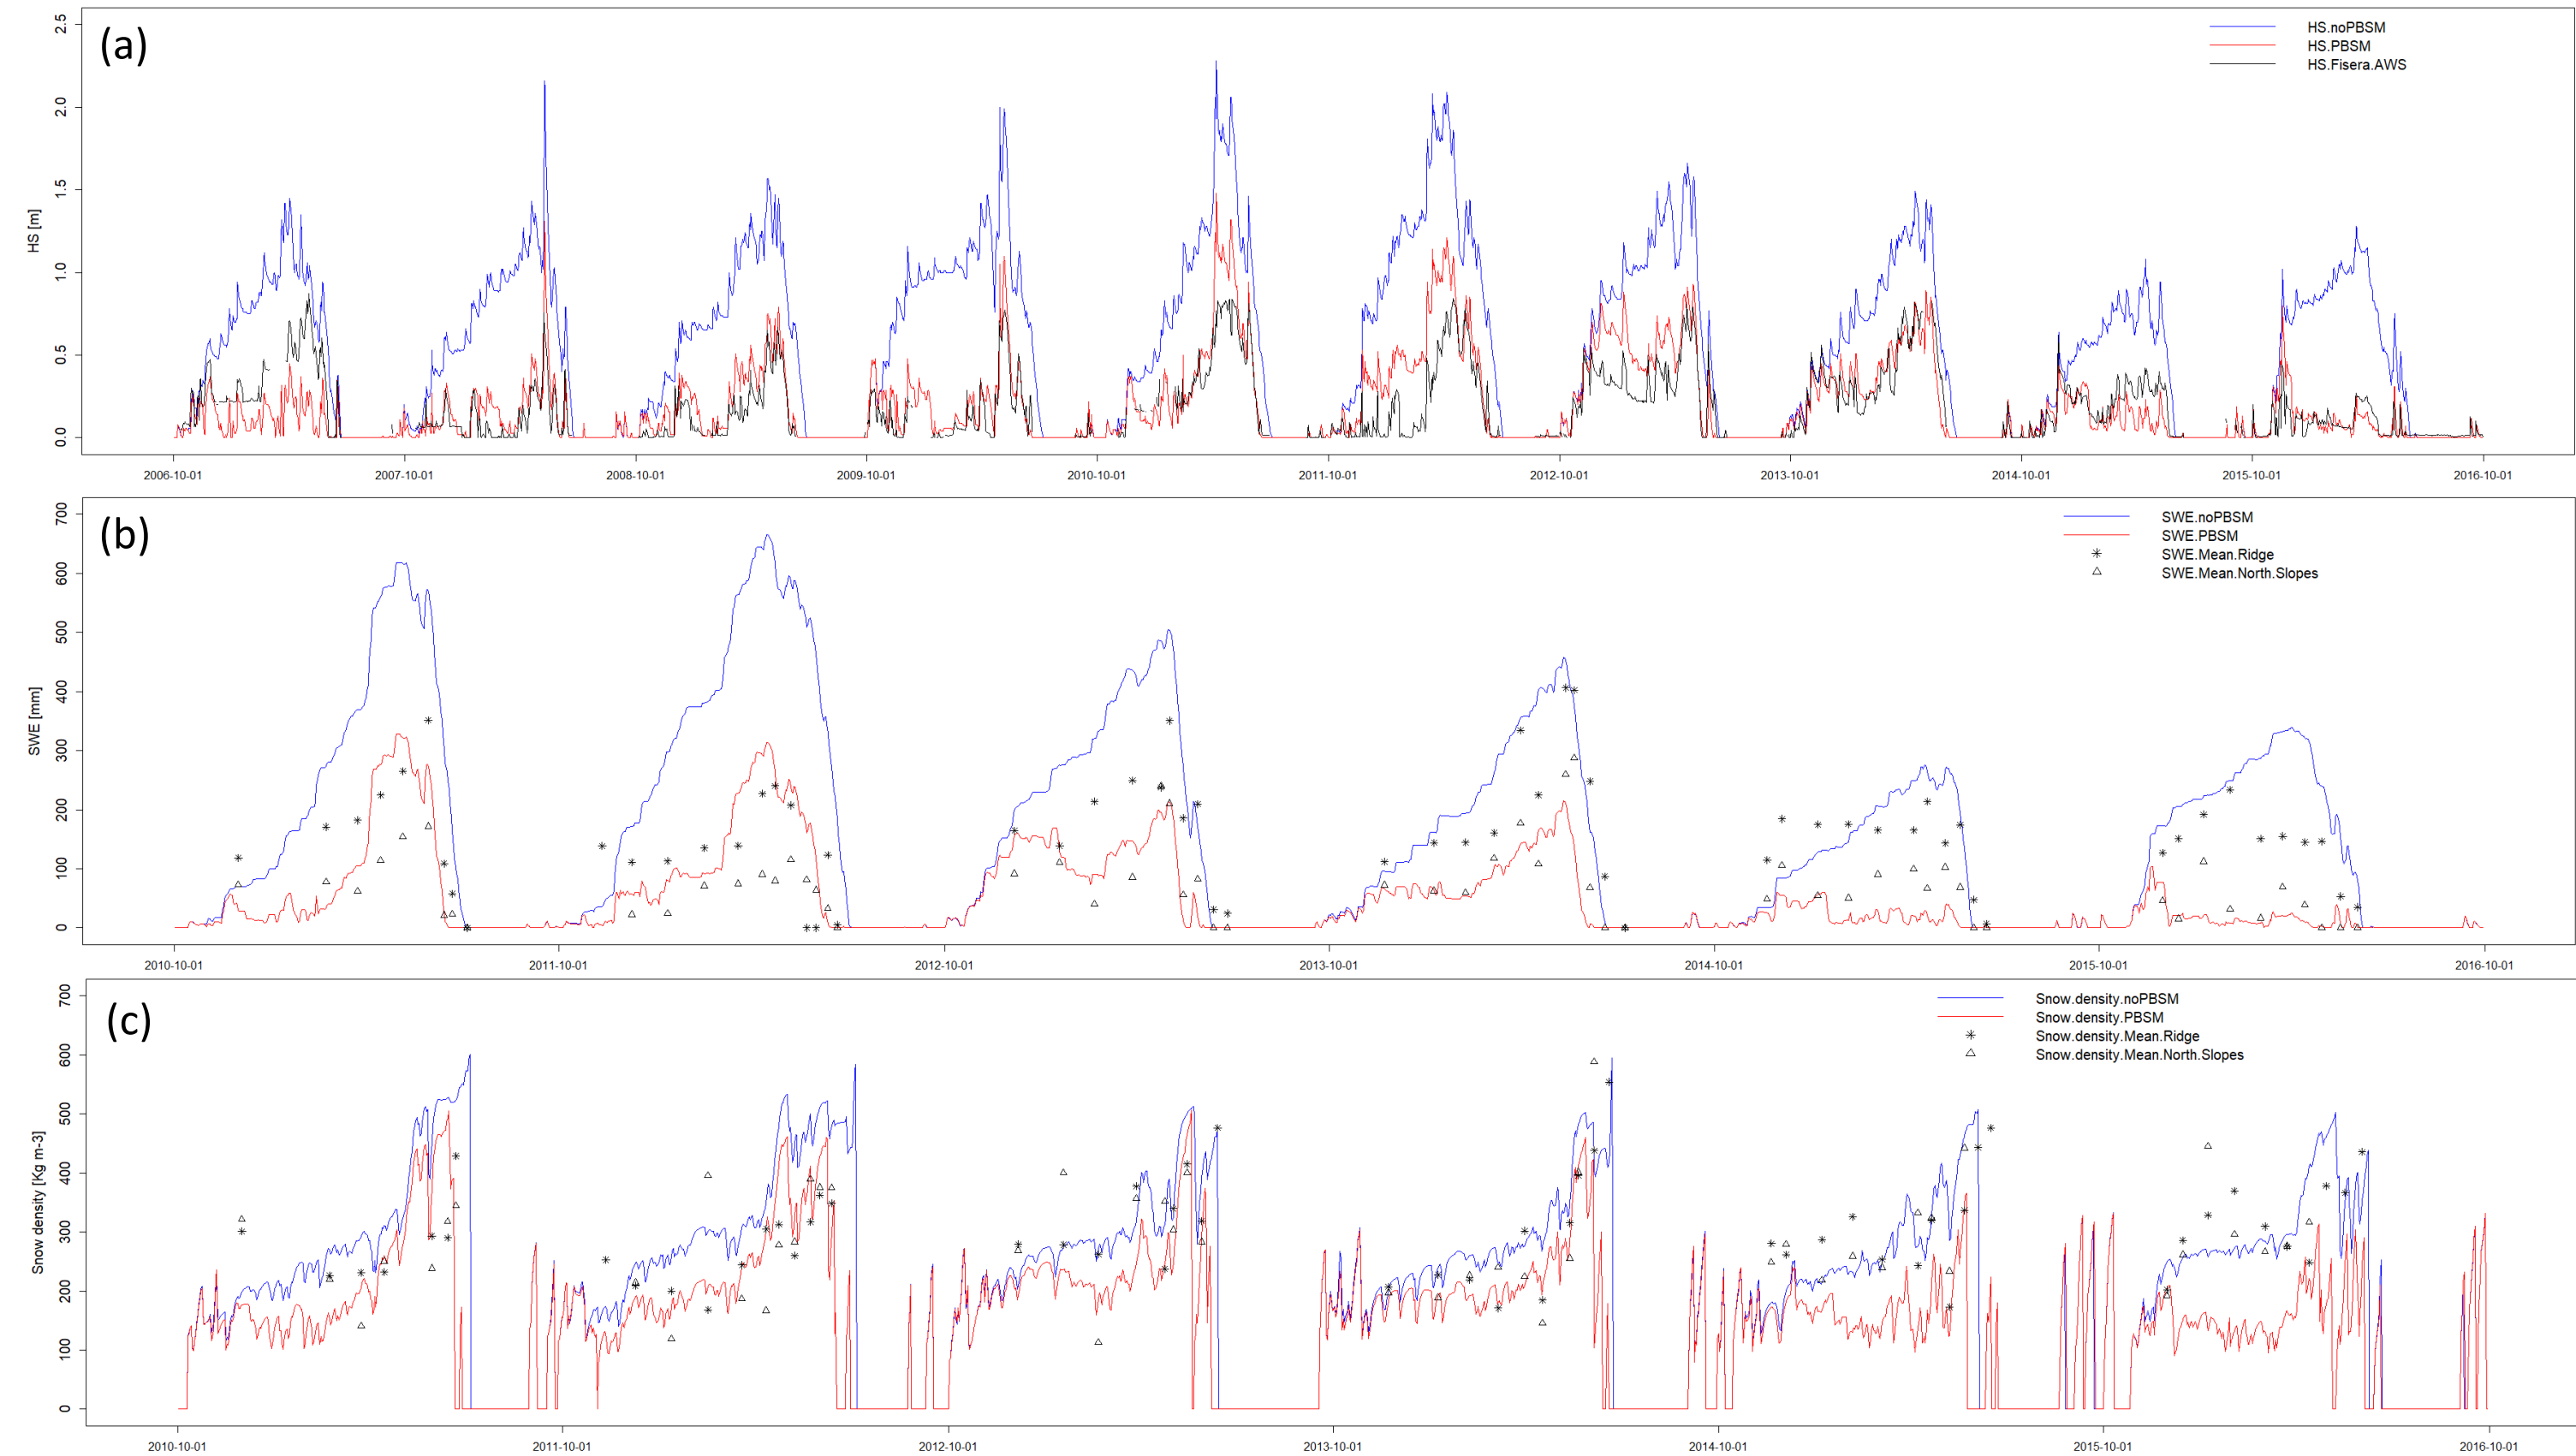 (a)
HS.noPBSM
HS.PBSM
HS.Fisera.AWS
HS [m]
2.5
2.0
1.5
1.0
0.5
0.0
2006-10-01 2007-10-01 2008-10-01 2009-10-01 2010-10-01 2011-10-01 2012-10-01 2013-10-01 2014-10-01 2015-10-01 2016-10-01
(b)
SWE.noPBSM
SWE.PBSM
SWE.Mean.Ridge
SWE.Mean.North.Slopes
SWE [mm]
700
600
500
400
300
200
100
0
2010-10-01 2011-10-01 2012-10-01 2013-10-01 2014-10-01 2015-10-01 2016-10-01
(c)
Snow.density.noPBSM
Snow.density.PBSM
Snow.density.Mean.Ridge
Snow.density.Mean.North.Slopes
Snow density [Kg m-3]
700
600
500
400
300
200
100
0
2010-10-01 2011-10-01 2012-10-01 2013-10-01 2014-10-01 2015-10-01 2016-10-01